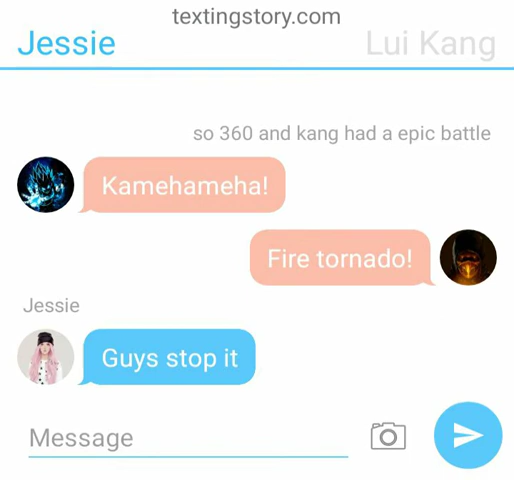 textingstory.com
Jessie Lui Kang
so 360 and kang had a epic battle
Kamehameha!
Fire tornado!
Jessie
Guys stop it
Message